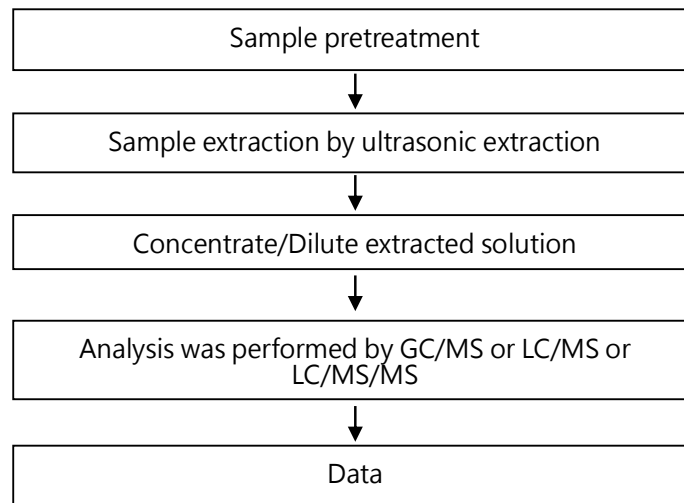 Sample pretreatment
Sample extraction by ultrasonic extraction
Concentrate/Dilute extracted solution
Analysis was performed by GC/MS or LC/MS or
LC/MS/MS
Data